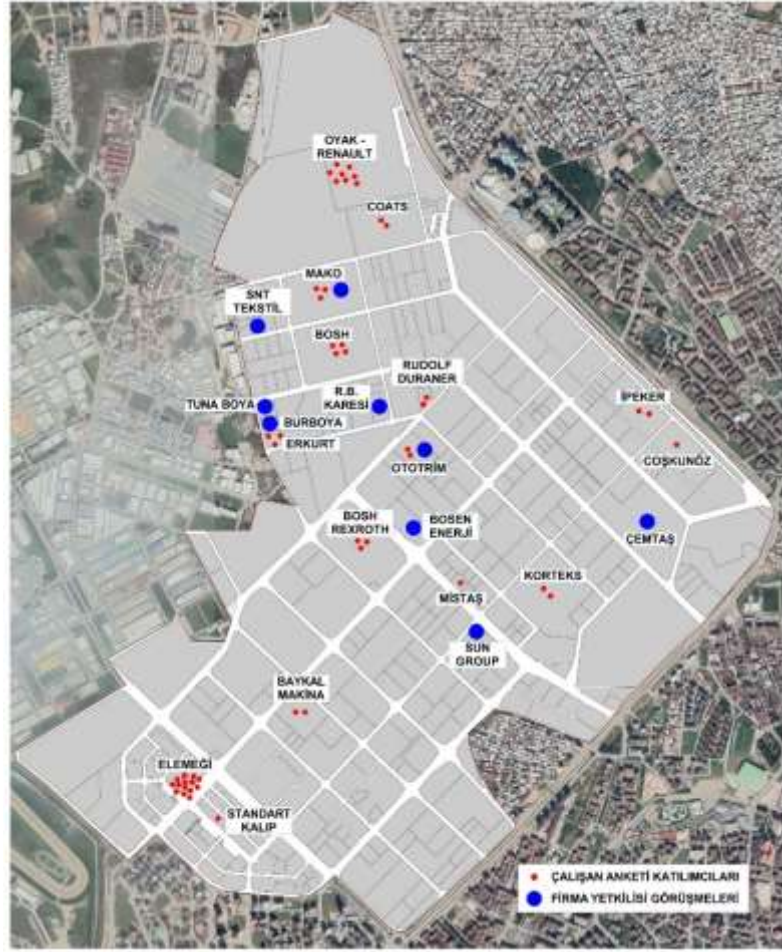 OYAK -
RENAULT
COATS
MAKO
SNT
TEKSTİL
BOSH
RUDOLF
DURANER
TUNA BOYA
R.B.
KARESİ
İPEKER
BURBOYA
ERKURT
COŞKUNÖZ
OTOTRİM
BOSH
REXROTH
BOSEN
ENERJİ
ÇEMTAŞ
KORTEKS
MİSTAŞ
SUN
GROUP
BAYKAL
MAKİNA
ELEMEĞİ
STANDART
KALIP
ÇALIŞAN ANKETİ KATILIMCILARI
FİRMA YETKİLİSİ GÖRÜŞMELERİ